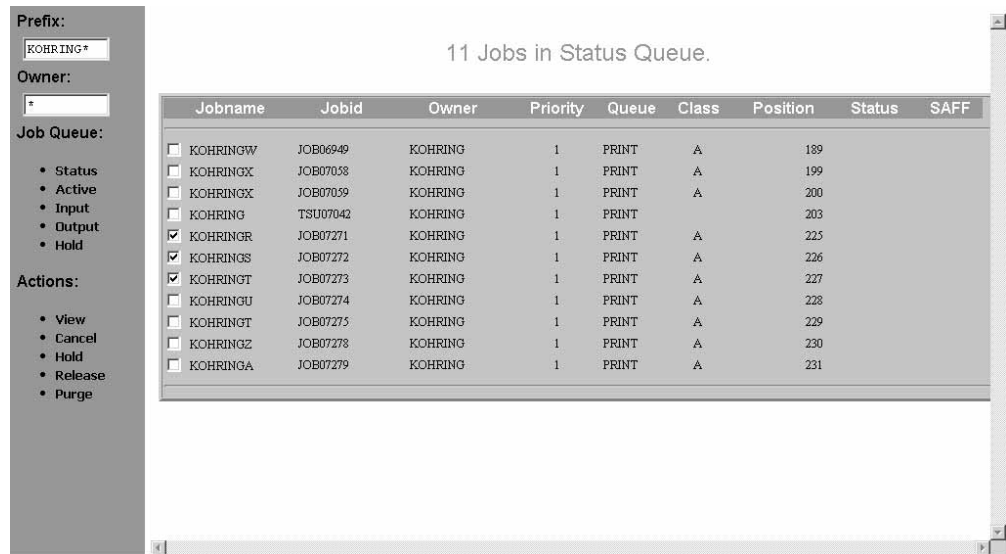 Prefix:
KOHRING*
Owner:
*
Job Queue:
• Status
• Active
• Input
• Output
• Hold
Actions:
• View
• Cancel
• Hold
• Release
• Purge
11 Jobs in Status Queue.
Jobname Jobid Owner Priority Queue Class Position Status SAFF
KOHRINGW JOB06949 KOHRING 1 PRINT A 189
KOHRINGX JOB07058 KOHRING 1 PRINT A 199
KOHRINGX JOB07059 KOHRING 1 PRINT A 200
KOHRING TSU07042 KOHRING 1 PRINT 203
KOHRINGR JOB07271 KOHRING 1 PRINT A 225
KOHRINGS JOB07272 KOHRING 1 PRINT A 226
KOHRINGT JOB07273 KOHRING 1 PRINT A 227
KOHRINGU JOB07274 KOHRING 1 PRINT A 228
KOHRINGT JOB07275 KOHRING 1 PRINT A 229
KOHRINGZ JOB07278 KOHRING 1 PRINT A 230
KOHRINGA JOB07279 KOHRING 1 PRINT A 231